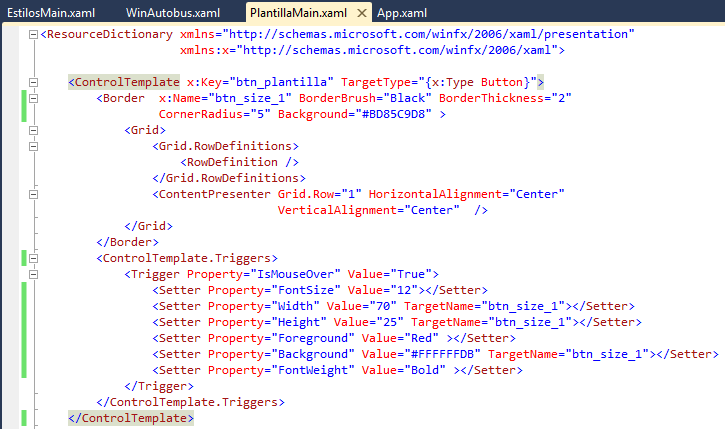 EstilosMain.xaml WinAutobus.xaml PlantillaMain.xaml App.xaml
<ResourceDictionary xmlns="http://schemas.microsoft.com/winfx/2006/xaml/presentation"
xmlns:x="http://schemas.microsoft.com/winfx/2006/xaml">
<ControlTemplate x:Key="btn_plantilla" TargetType="{x:Type Button}">
<Border x:Name="btn_size_1" BorderBrush="Black" BorderThickness="2"
CornerRadius="5" Background="#BD85C9D8" >
<Grid>
<Grid.RowDefinitions>
<RowDefinition />
</Grid.RowDefinitions>
<ContentPresenter Grid.Row="1" HorizontalAlignment="Center"
VerticalAlignment="Center" />
</Grid>
</Border>
<ControlTemplate.Triggers>
<Trigger Property="IsMouseOver" Value="True">
<Setter Property="FontSize" Value="12"></Setter>
<Setter Property="Width" Value="70" TargetName="btn_size_1"></Setter>
<Setter Property="Height" Value="25" TargetName="btn_size_1"></Setter>
<Setter Property="Foreground" Value="Red" ></Setter>
<Setter Property="Background" Value="#FFFFFFDB" TargetName="btn_size_1"></Setter>
<Setter Property="FontWeight" Value="Bold" ></Setter>
</Trigger>
</ControlTemplate.Triggers>
</ControlTemplate>